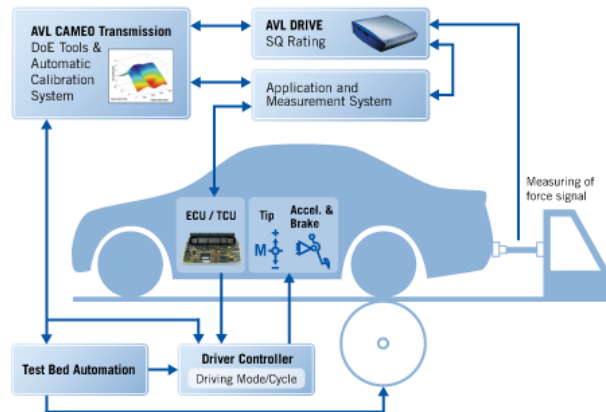 AVL CAMEO Transmission
DoE Tools &
Automatic
Calibration
System
AVL DRIVE
SQ Rating
Application and
Measurement System
Measuring of
force signal
ECU / TCU
Tip
+
M
–
Accel. &
Brake
Test Bed Automation
Driver Controller
Driving Mode/Cycle